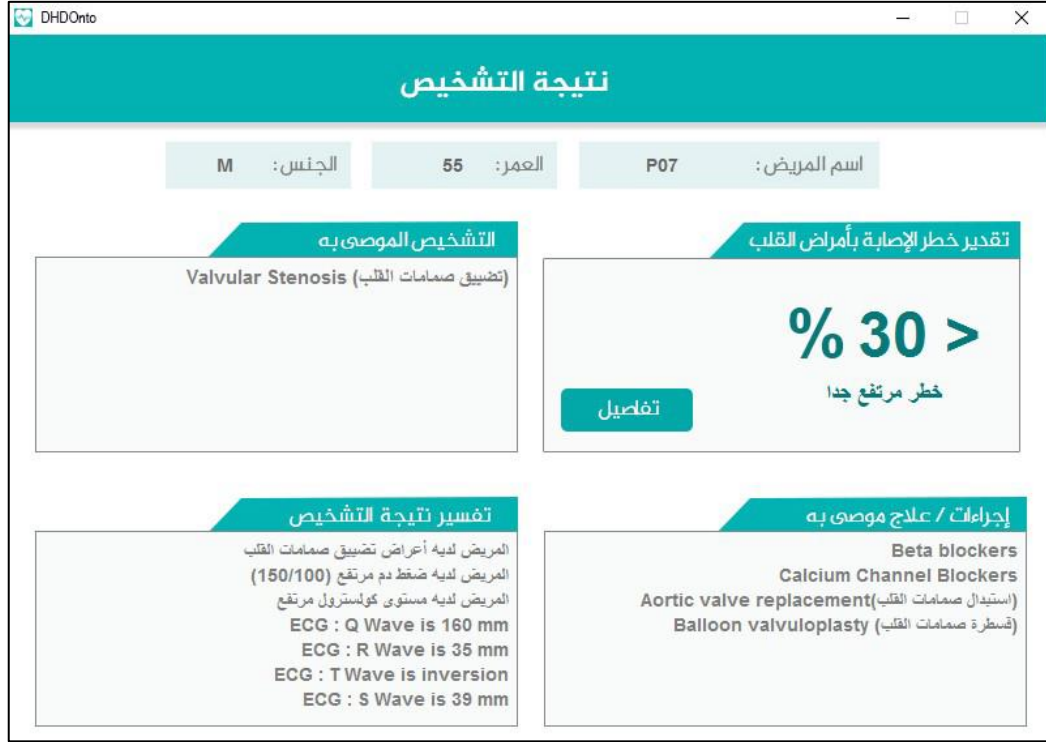 DHDOnto
نتيجة التشخيص
اسم المريض: P07
العمر: 55
الجنس: M
تقدير خطر الإصابة بأمراض القلب
% 30 >
خطر مرتفع جدا
تفاصيل
التشخيص الموصى به
Valvular Stenosis (تضييق صمامات القلب)
إجراءات / علاج موصى به
Beta blockers
Calcium Channel Blockers
Aortic valve replacement(استبدال صمامات القلب)
Balloon valvuloplasty (قسطرة صمامات القلب)
تفسير نتيجة التشخيص
المريض لديه أعراض تضييق صمامات القلب
المريض لديه ضغط دم مرتفع (150/100)
المريض لديه مستوى كولسترول مرتفع
ECG : Q Wave is 160 mm
ECG : R Wave is 35 mm
ECG : T Wave is inversion
ECG : S Wave is 39 mm